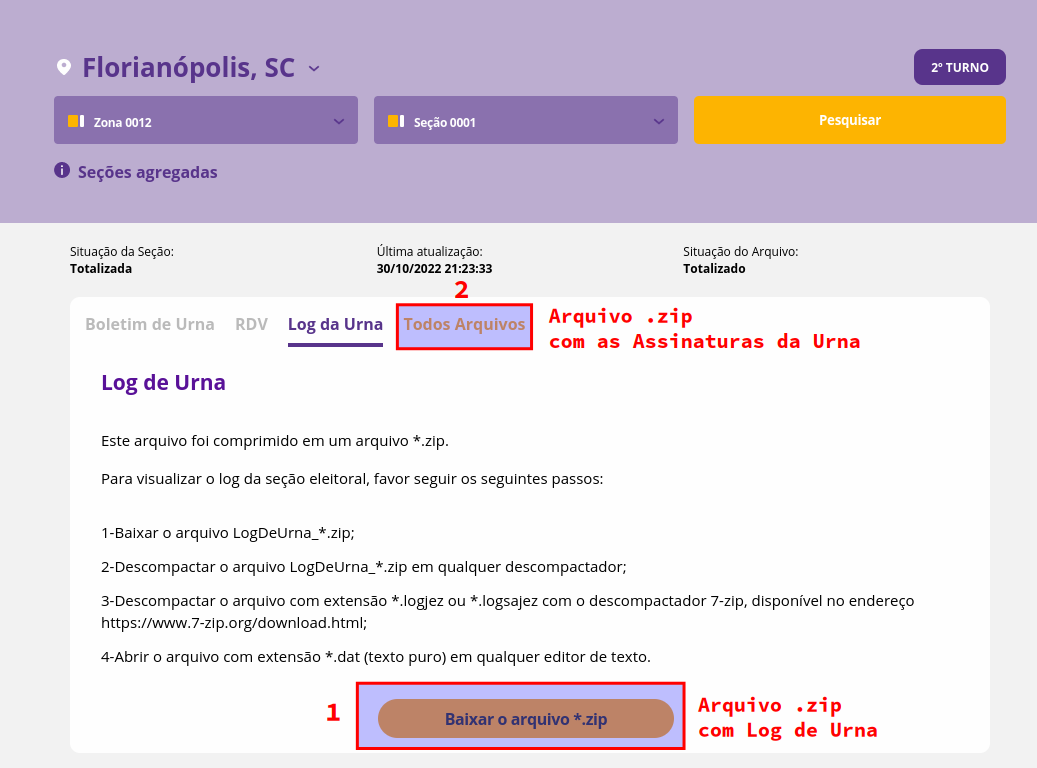 Florianópolis, SC
2º TURNO
Zona 0012
Seção 0001
Pesquisar
Seções agregadas
Situação da Seção:
Totalizada
Última atualização:
30/10/2022 21:23:33
Situação do Arquivo:
Totalizado
2
Boletim de Urna
RDV
Log da Urna
Todos Arquivos
Arquivo .zip
com as Assinaturas da Urna
Log de Urna
Este arquivo foi comprimido em um arquivo *.zip.
Para visualizar o log da seção eleitoral, favor seguir os seguintes passos:
1-Baixar o arquivo LogDeUrna_*.zip;
2-Descompactar o arquivo LogDeUrna_*.zip em qualquer descompactador;
3-Descompactar o arquivo com extensão *.logjez ou *.logsajez com o descompactador 7-zip, disponível no endereço
https://www.7-zip.org/download.html;
4-Abrir o arquivo com extensão *.dat (texto puro) em qualquer editor de texto.
1
Baixar o arquivo *.zip
Arquivo .zip
com Log de Urna